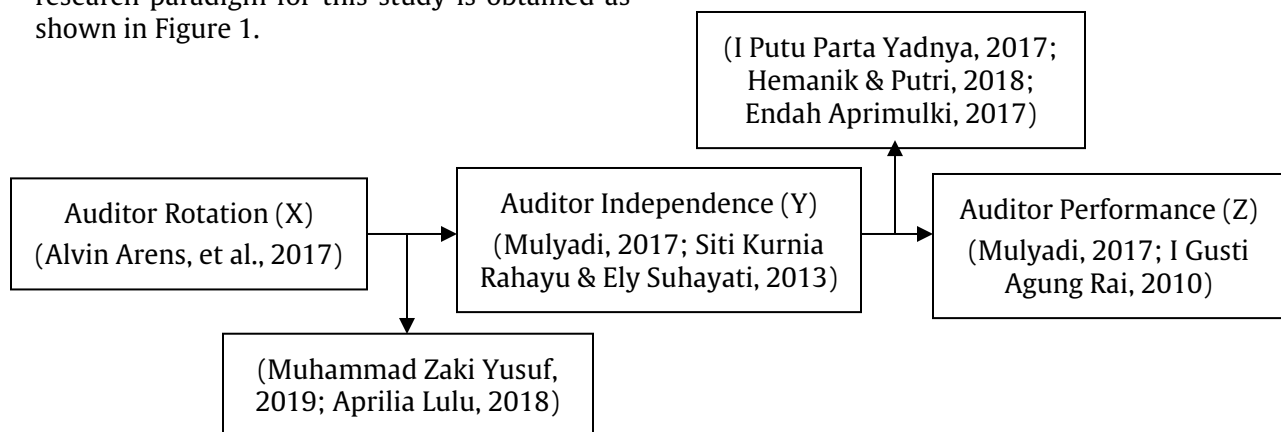 research paradigm for this study is obtained as
shown in Figure 1.
(I Putu Parta Yadnya, 2017;
Hemanik & Putri, 2018;
Endah Aprimulki, 2017)
Auditor Rotation (X)
(Alvin Arens, et al., 2017)
Auditor Independence (Y)
(Mulyadi, 2017; Siti Kurnia
Rahayu & Ely Suhayati, 2013)
Auditor Performance (Z)
(Mulyadi, 2017; I Gusti
Agung Rai, 2010)
(Muhammad Zaki Yusuf,
2019; Aprilia Lulu, 2018)